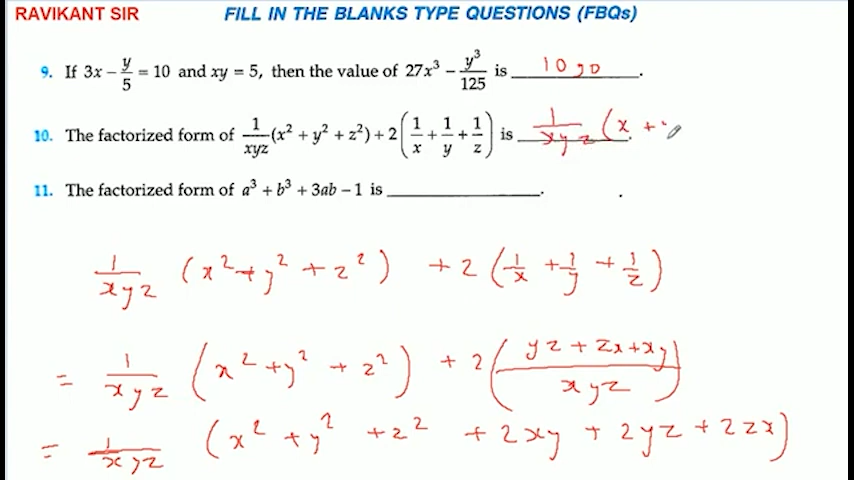 RAVIKANT SIR FILL IN THE BLANKS TYPE QUESTIONS (FBQs)
9. If 3x − y/5 = 10 and xy = 5, then the value of 27x³ − y³/125 is 1090.
10. The factorized form of 1/xyz (x² + y² + z²) + 2(1/x + 1/y + 1/z) is 1/xyz (x +
11. The factorized form of a³ + b³ + 3ab − 1 is ____________.
1/xyz (x² + y² + z²) + 2 (1/x + 1/y + 1/z)
= 1/xyz (x² + y² + z²) + 2 ((yz + zx + xy)/xyz)
= 1/xyz (x² + y² + z² + 2xy + 2yz + 2zx)